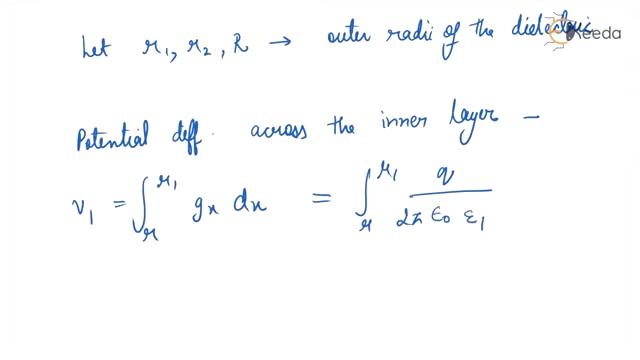 Let r₁, r₂, R → outer radii of the dielectric
Potential diff. across the inner layer –
v₁ = ∫ᵣ^r₁ gx dx = ∫ᵣ^r₁ q / 2π ε₀ ε₁